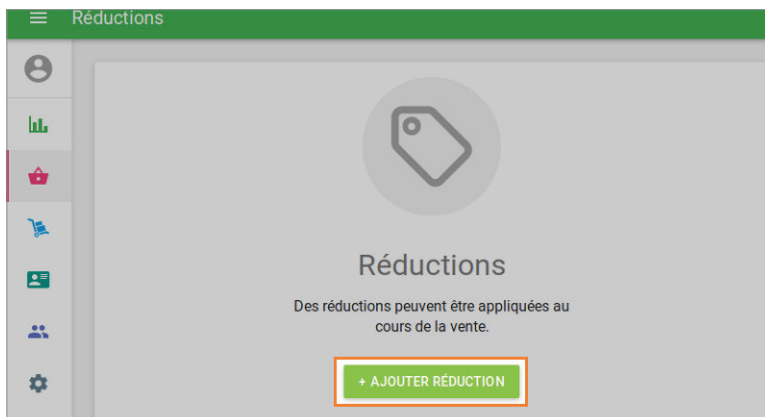 Réductions
Réductions
Des réductions peuvent être appliquées au
cours de la vente.
+ AJOUTER RÉDUCTION